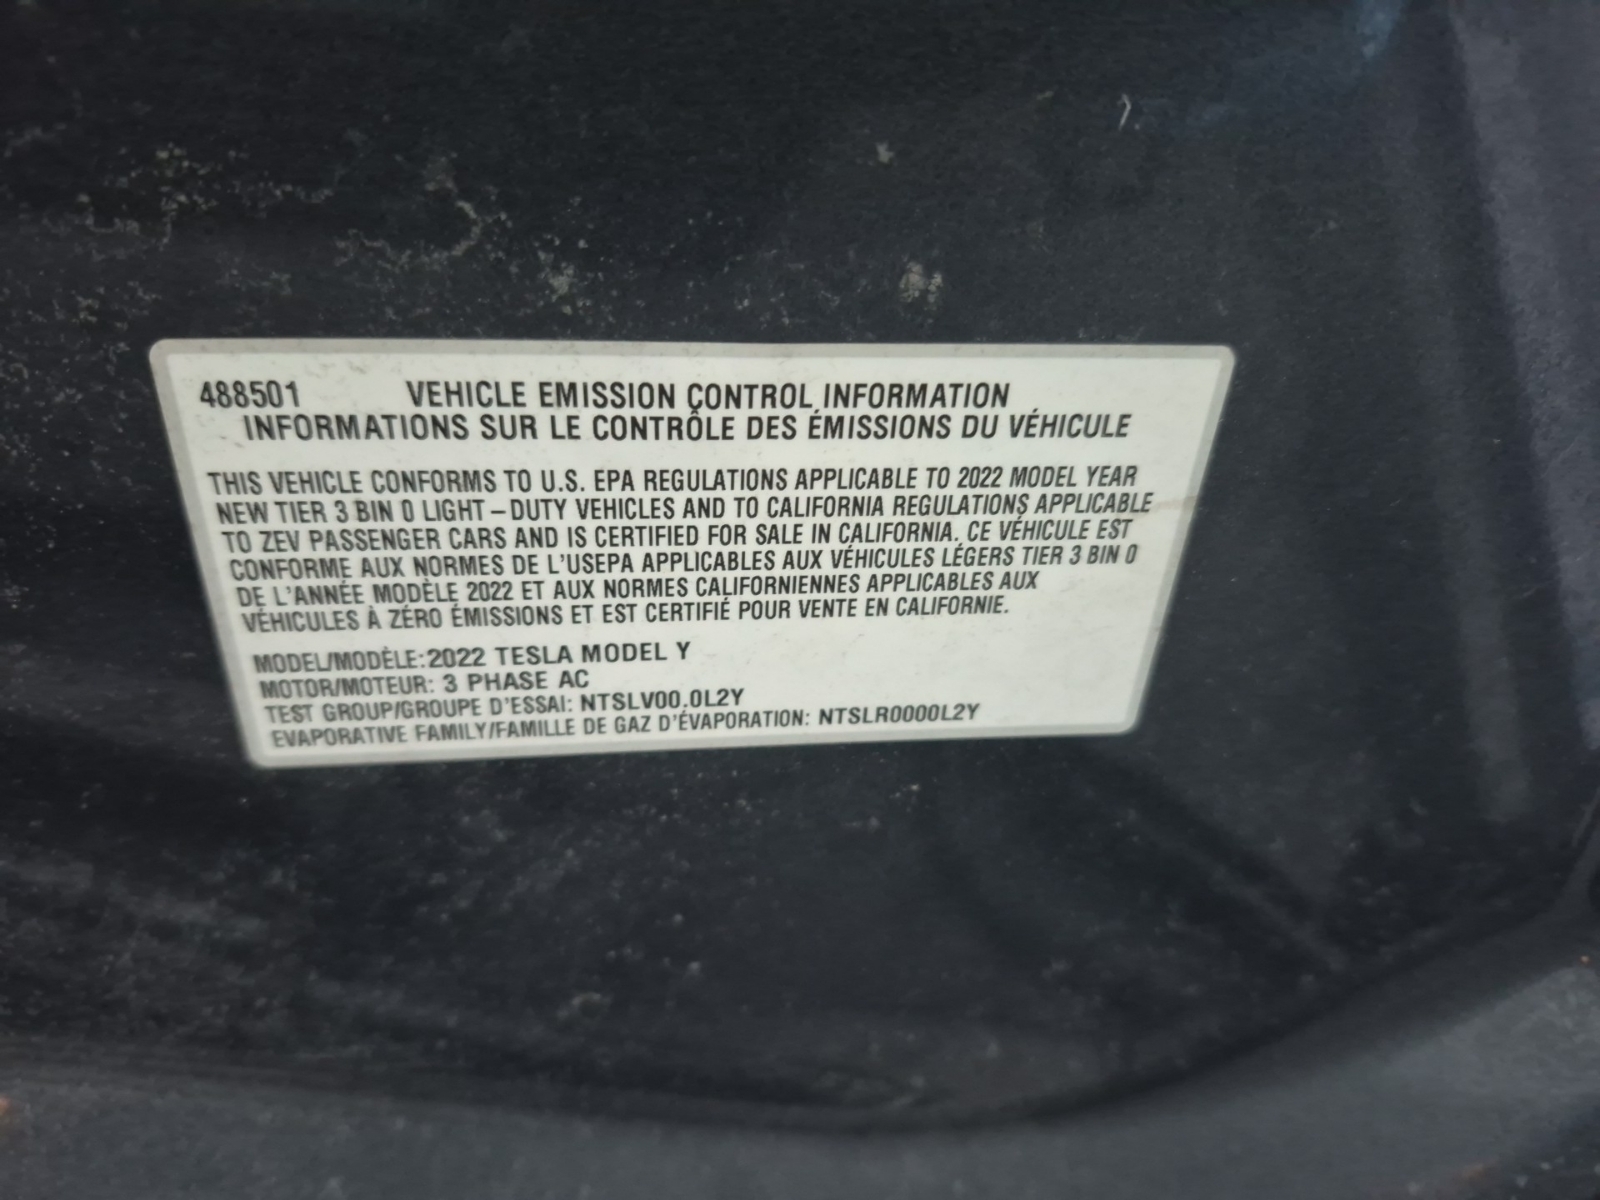 488501 VEHICLE EMISSION CONTROL INFORMATION
INFORMATIONS SUR LE CONTRÔLE DES ÉMISSIONS DU VÉHICULE
THIS VEHICLE CONFORMS TO U.S. EPA REGULATIONS APPLICABLE TO 2022 MODEL YEAR
NEW TIER 3 BIN 0 LIGHT – DUTY VEHICLES AND TO CALIFORNIA REGULATIONS APPLICABLE
TO ZEV PASSENGER CARS AND IS CERTIFIED FOR SALE IN CALIFORNIA. CE VÉHICULE EST
CONFORME AUX NORMES DE L'USEPA APPLICABLES AUX VÉHICULES LÉGERS TIER 3 BIN 0
DE L'ANNÉE MODÈLE 2022 ET AUX NORMES CALIFORNIENNES APPLICABLES AUX
VÉHICULES À ZÉRO ÉMISSIONS ET EST CERTIFIÉ POUR VENTE EN CALIFORNIE.
MODEL/MODÈLE: 2022 TESLA MODEL Y
MOTOR/MOTEUR: 3 PHASE AC
TEST GROUP/GROUPE D'ESSAI: NTSLV00.0L2Y
EVAPORATIVE FAMILY/FAMILLE DE GAZ D'ÉVAPORATION: NTSLR0000L2Y